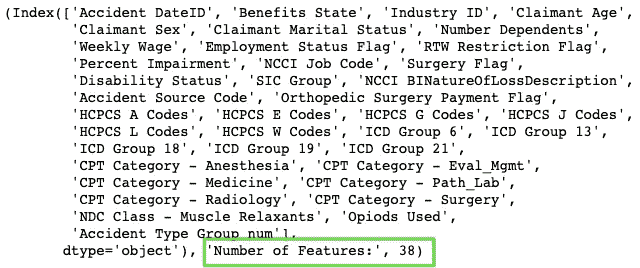 (Index(['Accident DateID', 'Benefits State', 'Industry ID', 'Claimant Age',
'Claimant Sex', 'Claimant Marital Status', 'Number Dependents',
'Weekly Wage', 'Employment Status Flag', 'RTW Restriction Flag',
'Percent Impairment', 'NCCI Job Code', 'Surgery Flag',
'Disability Status', 'SIC Group', 'NCCI BINatureOfLossDescription',
'Accident Source Code', 'Orthopedic Surgery Payment Flag',
'HCPCS A Codes', 'HCPCS E Codes', 'HCPCS G Codes', 'HCPCS J Codes',
'HCPCS L Codes', 'HCPCS W Codes', 'ICD Group 6', 'ICD Group 13',
'ICD Group 18', 'ICD Group 19', 'ICD Group 21',
'CPT Category - Anesthesia', 'CPT Category - Eval_Mgmt',
'CPT Category - Medicine', 'CPT Category - Path_Lab',
'CPT Category - Radiology', 'CPT Category - Surgery',
'NDC Class - Muscle Relaxants', 'Opiods Used',
'Accident Type Group num'],
dtype='object'), 'Number of Features:', 38)